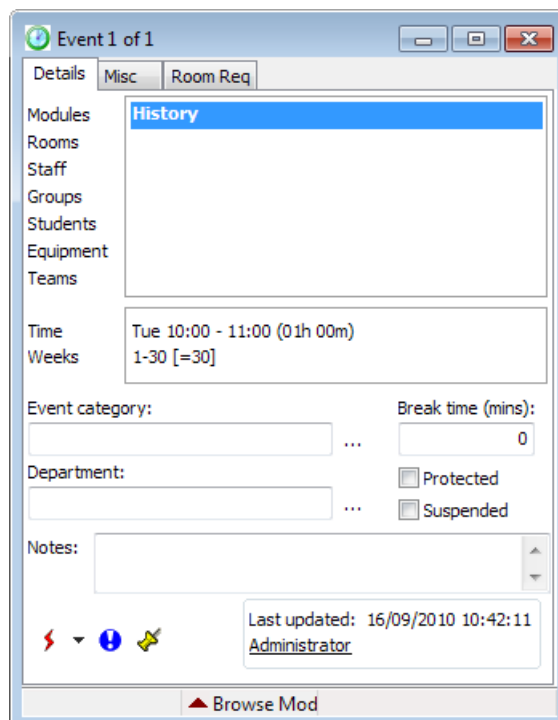 Event 1 of 1
Details Misc Room Req
Modules History
Rooms
Staff
Groups
Students
Equipment
Teams
Time Tue 10:00 - 11:00 (01h 00m)
Weeks 1-30 [=30]
Event category: Break time (mins):
... 0
Department: Protected
... Suspended
Notes:
Last updated: 16/09/2010 10:42:11
Administrator
Browse Mod